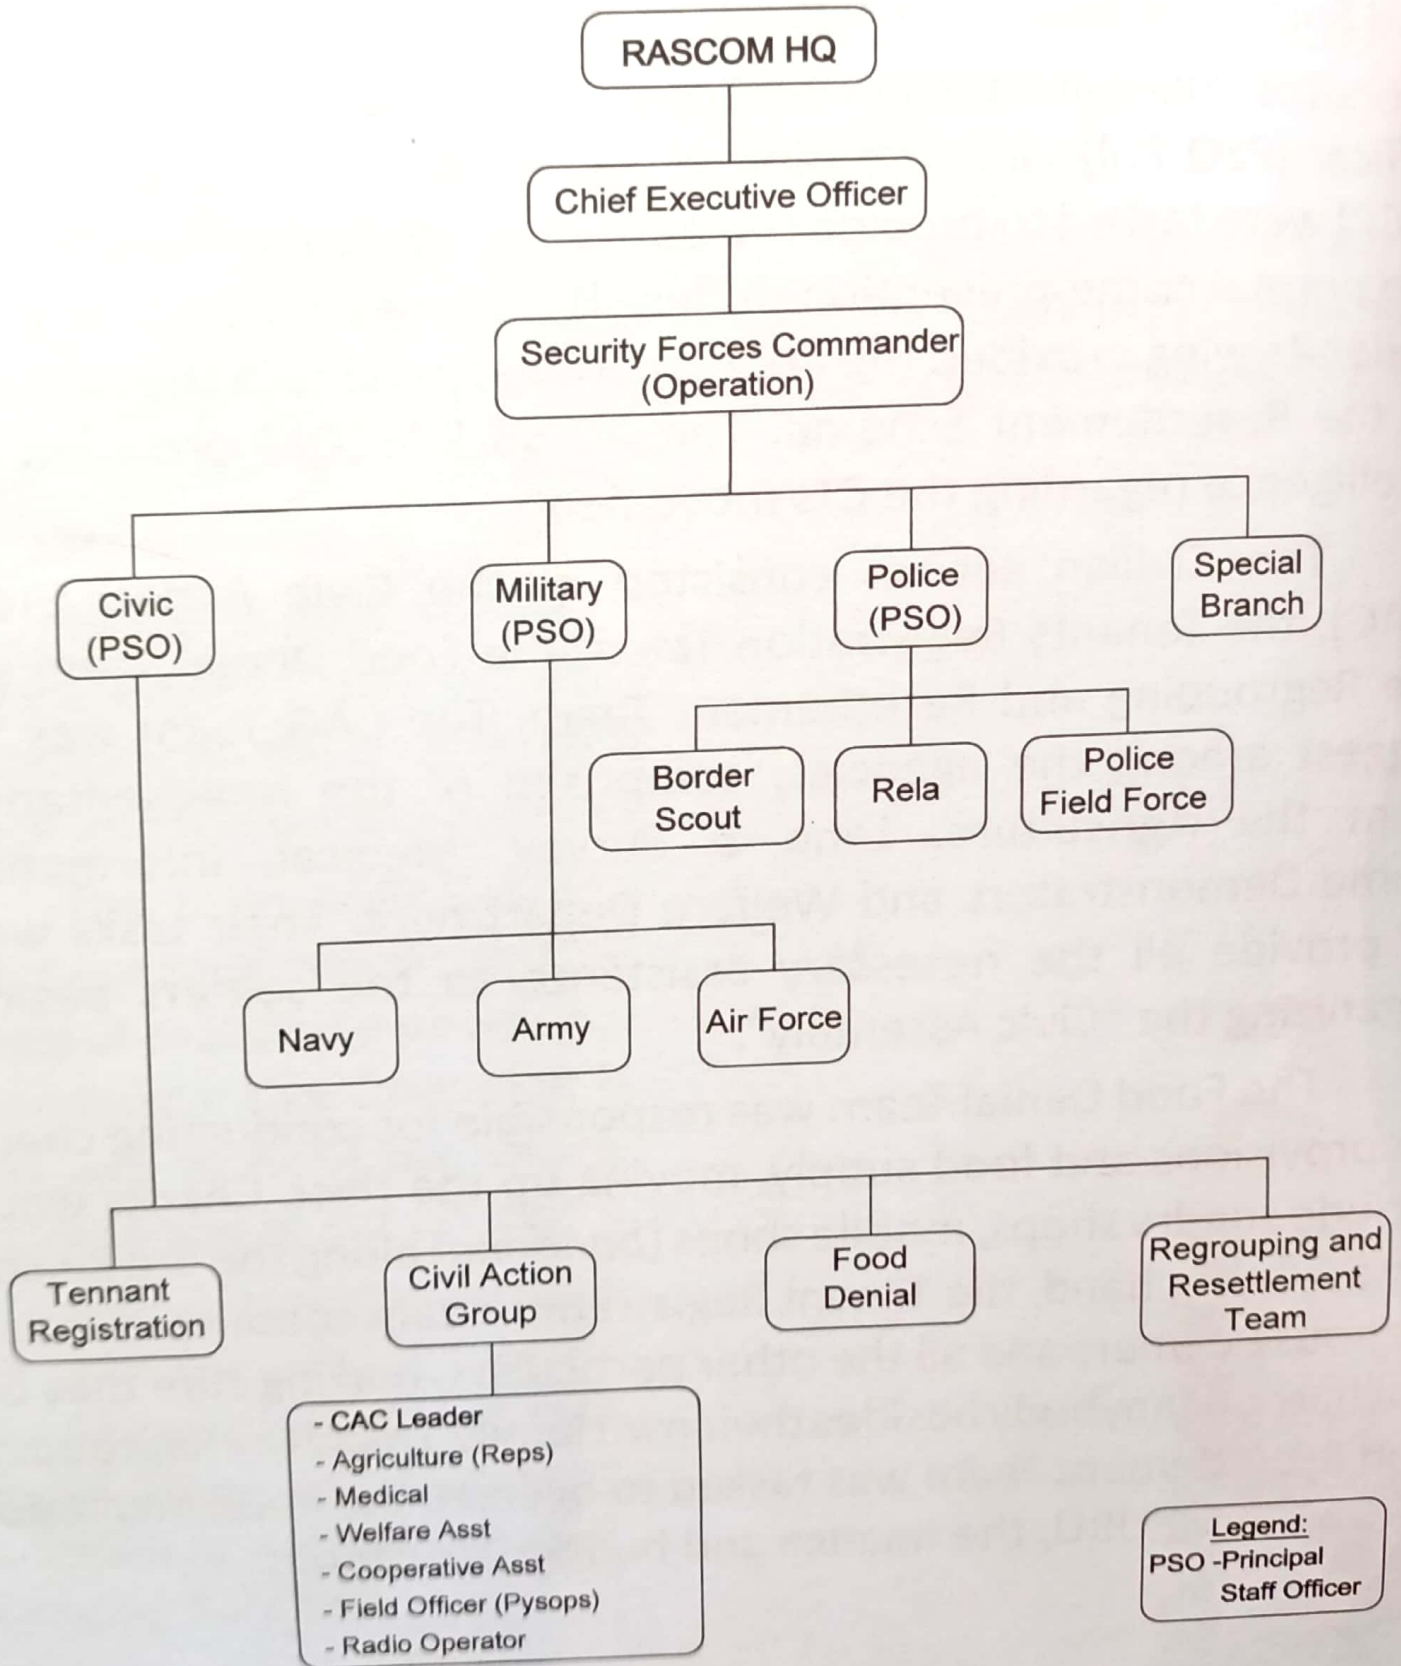 RASCOM HQ
Chief Executive Officer
Security Forces Commander
(Operation)
Civic
(PSO)
Military
(PSO)
Police
(PSO)
Special
Branch
Border
Scout
Rela
Police
Field Force
Navy
Army
Air Force
Tennant
Registration
Civil Action
Group
Food
Denial
Regrouping and
Resettlement
Team
- CAC Leader
- Agriculture (Reps)
- Medical
- Welfare Asst
- Cooperative Asst
- Field Officer (Pysops)
- Radio Operator
Legend:
PSO -Principal
Staff Officer